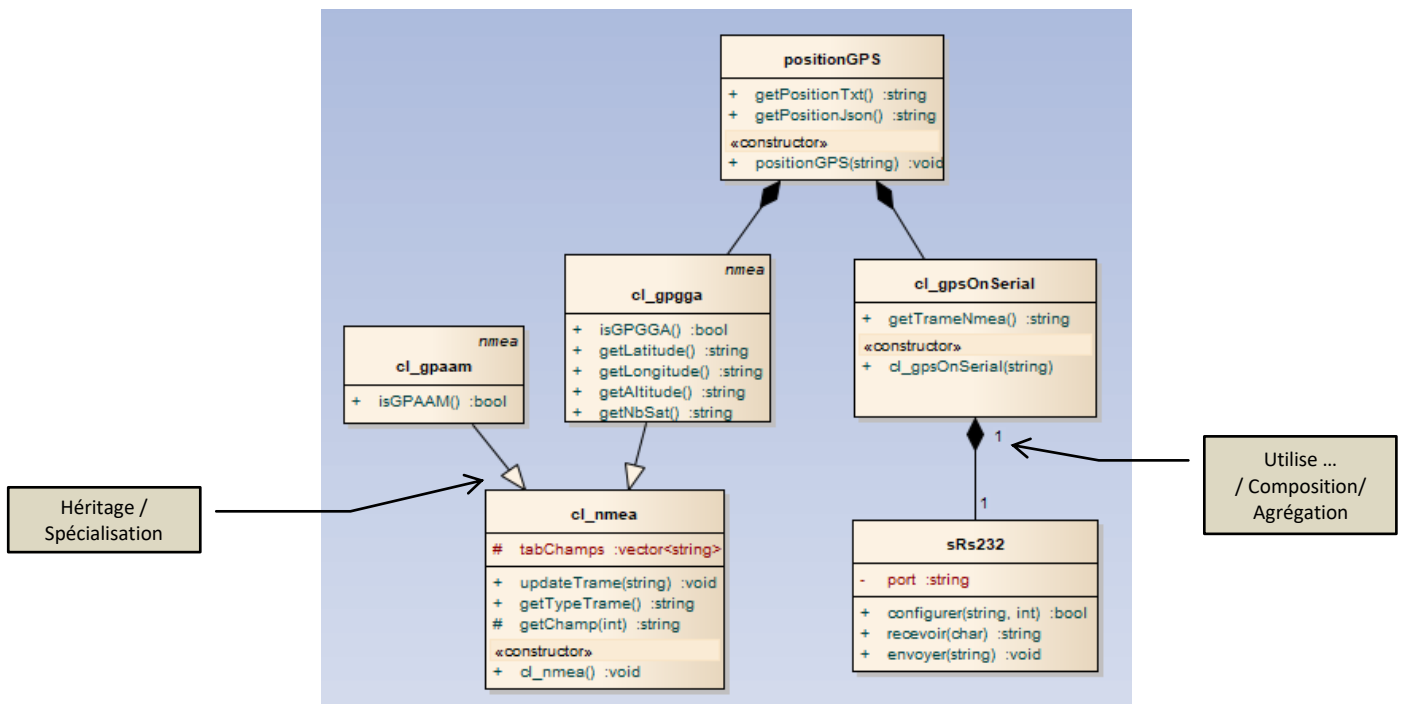 positionGPS
+ getPositionTxt() :string
+ getPositionJson() :string
«constructor»
+ positionGPS(string) :void
nmea
cl_gpgga
+ isGPGGA() :bool
+ getLatitude() :string
+ getLongitude() :string
+ getAltitude() :string
+ getNbSat() :string
cl_gpsOnSerial
+ getTrameNmea() :string
«constructor»
+ cl_gpsOnSerial(string)
nmea
cl_gpaam
+ isGPAAM() :bool
1
Utilise ...
/ Composition/
Agrégation
Héritage /
Spécialisation
1
cl_nmea
# tabChamps :vector<string>
+ updateTrame(string) :void
+ getTypeTrame() :string
# getChamp(int) :string
«constructor»
+ cl_nmea() :void
sRs232
- port :string
+ configurer(string, int) :bool
+ recevoir(char) :string
+ envoyer(string) :void